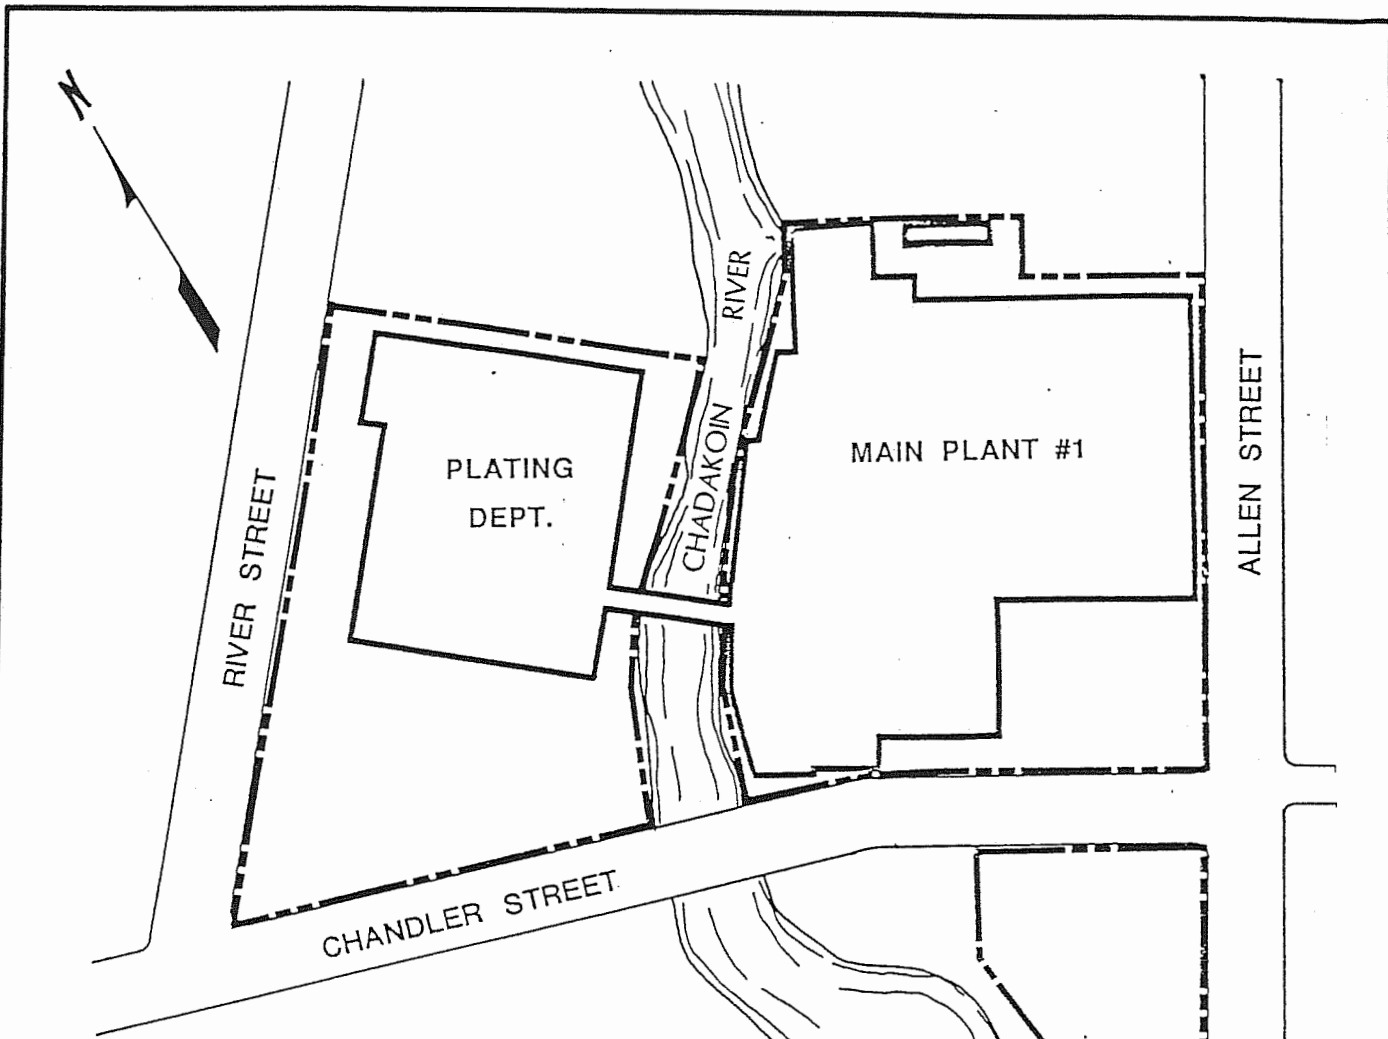 N
RIVER
CHADAKOIN
MAIN PLANT #1
PLATING
DEPT.
RIVER STREET
ALLEN STREET
CHANDLER STREET